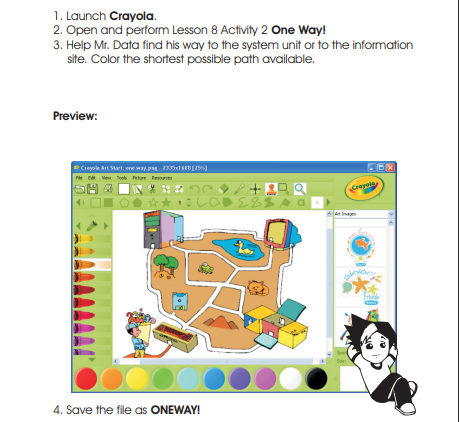 1. Launch Crayola.
2. Open and perform Lesson 8 Activity 2 One Way!
3. Help Mr. Data find his way to the system unit or to the information
site. Color the shortest possible path available.
Preview:
Crayola Art Start: one way.png 2335x1688 [25%]
File Edit View Tools Picture Resources
Crayola
Art Images
4. Save the file as ONEWAY!